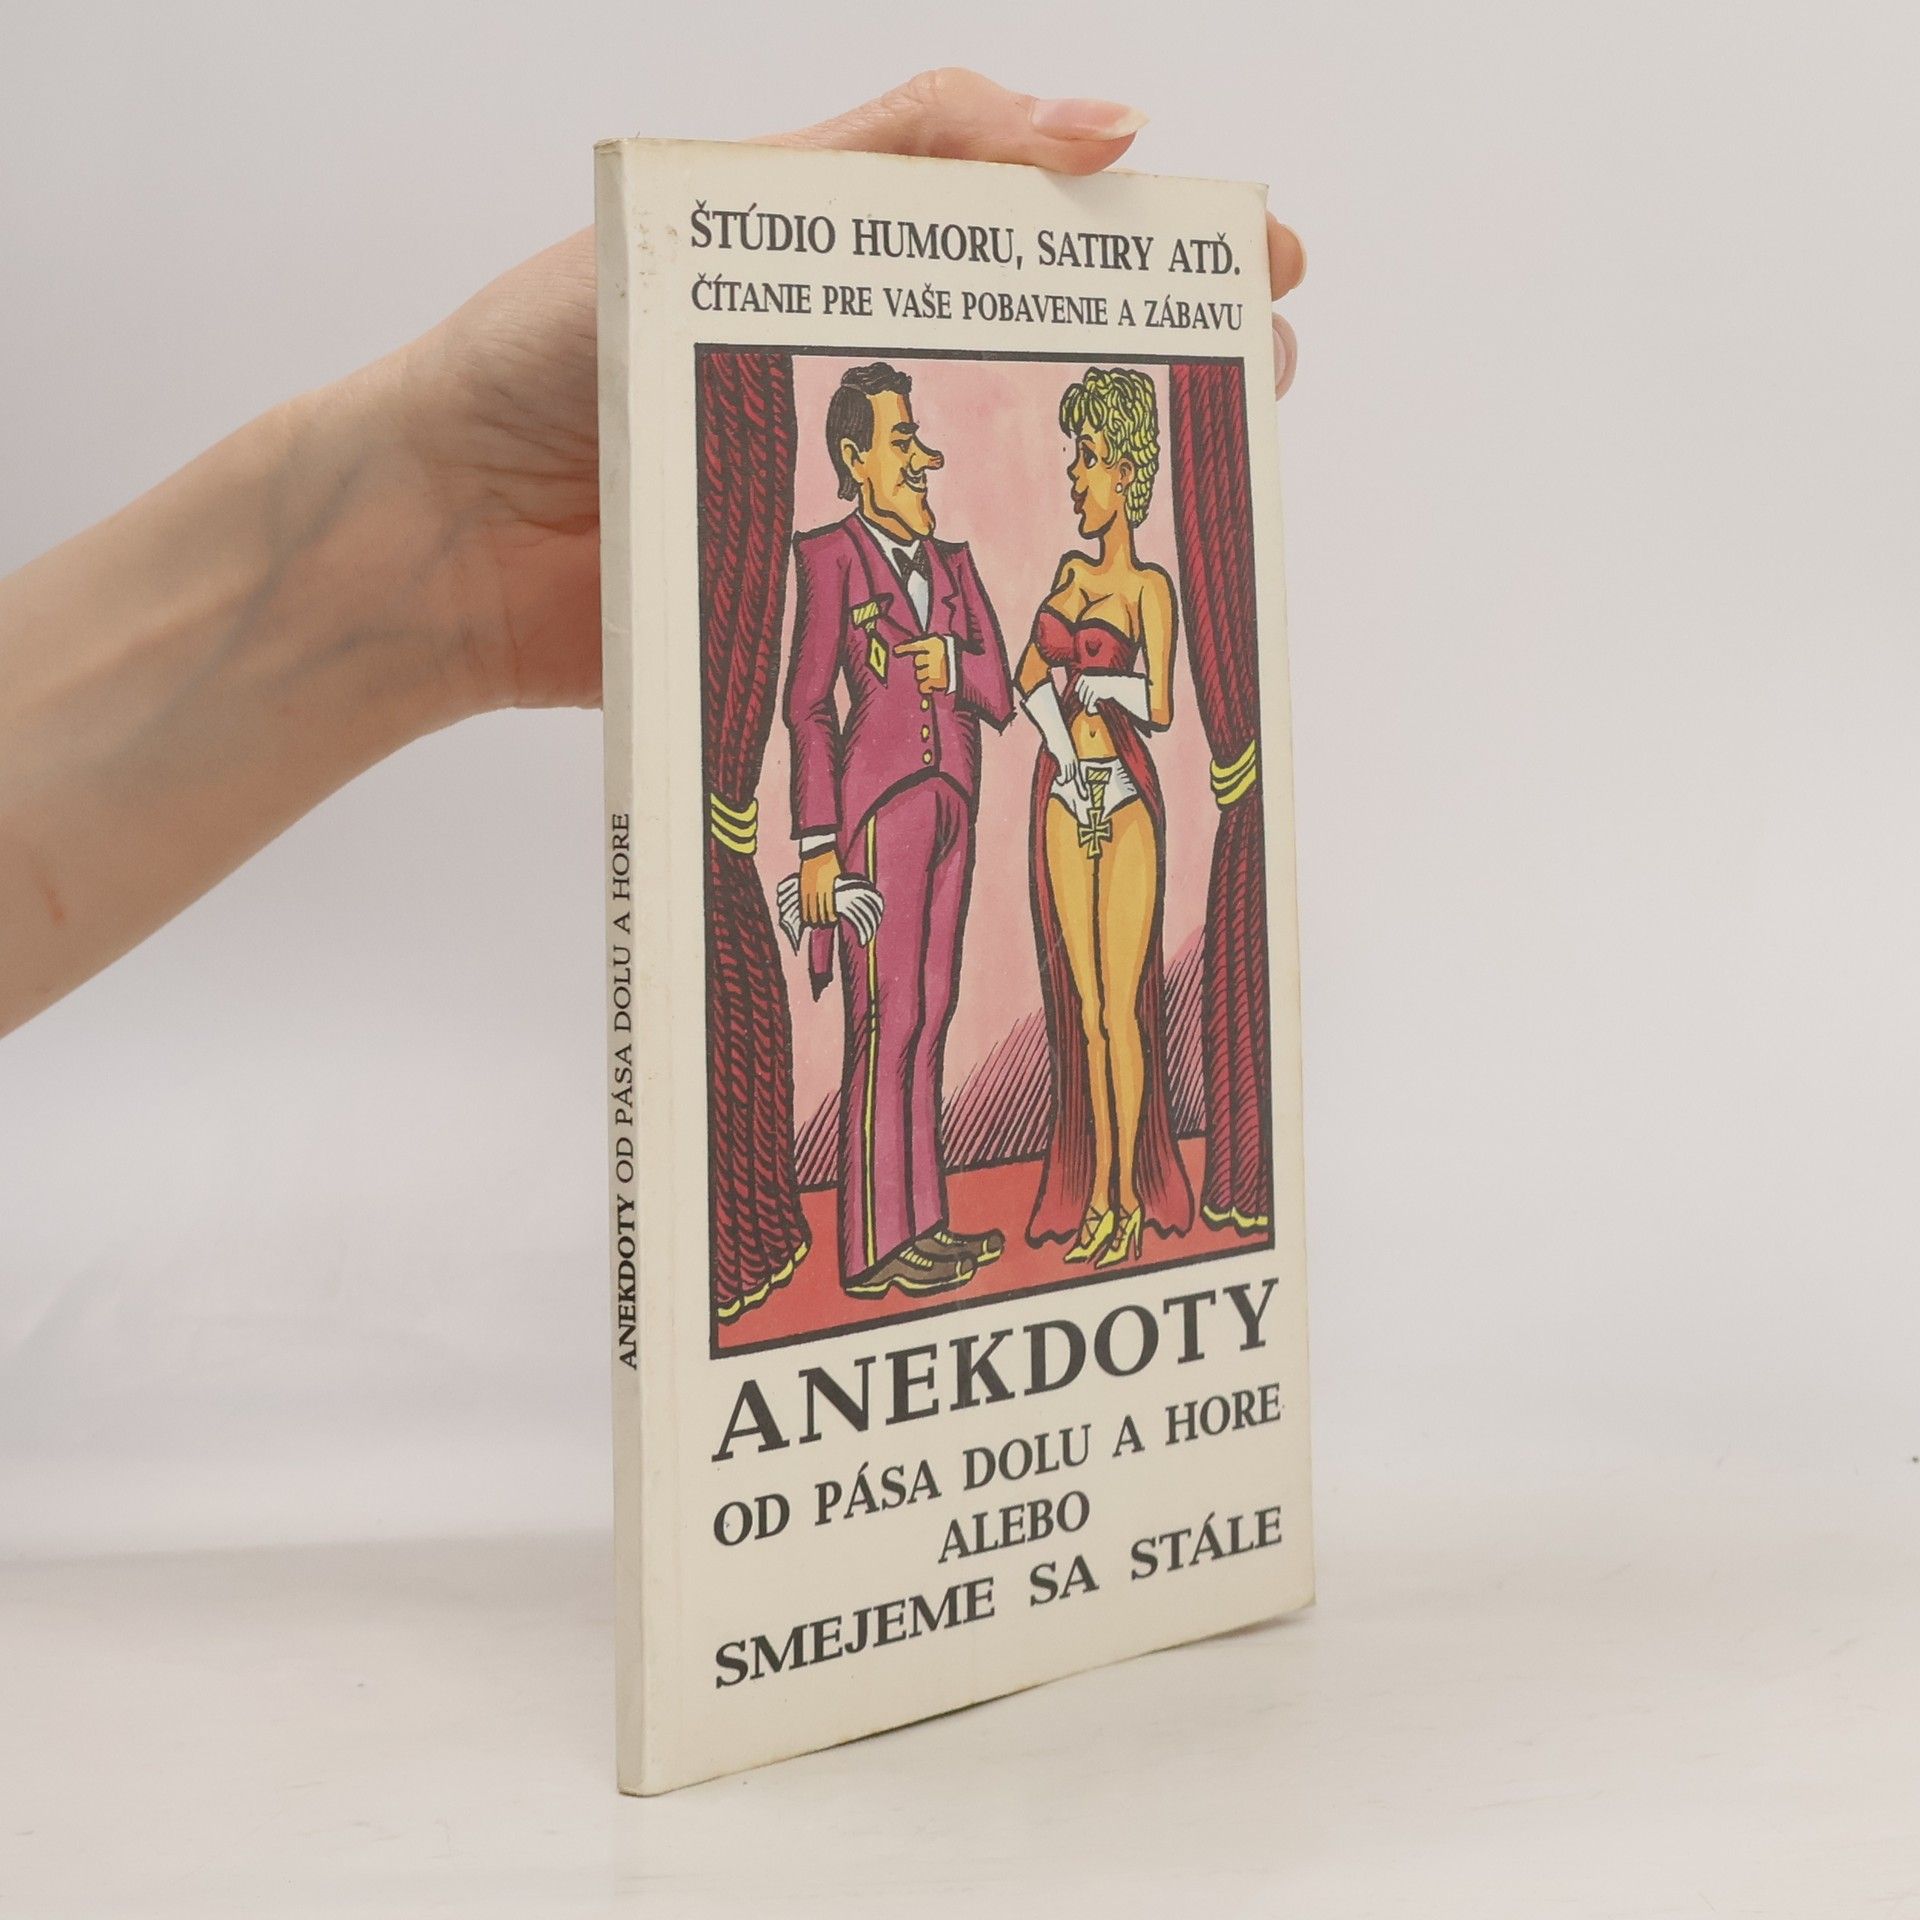 ŠTÚDIO HUMORU, SATIRY ATĎ.
ČÍTANIE PRE VAŠE POBAVENIE A ZÁBAVU
ANEKDOTY
OD PÁSA DOLU A HORE
ALEBO
SMEJEME SA STÁLE
ANEKDOTY OD PÁSA DOLU A HORE